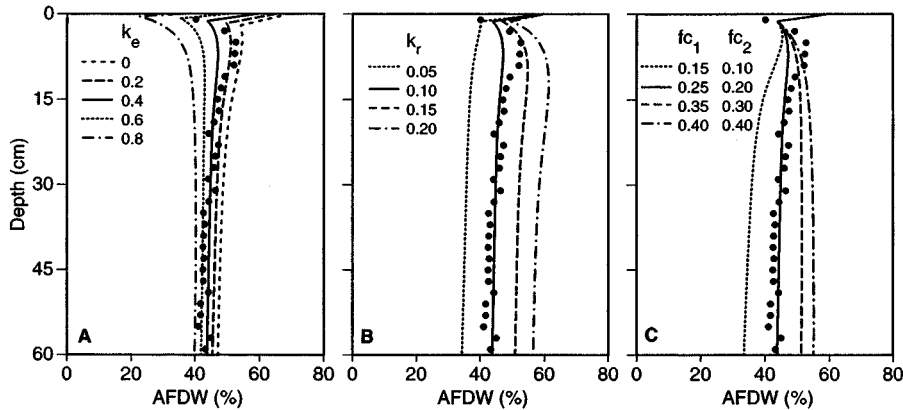 0
15
30
45
60
Depth (cm)
k e
0
0.2
0.4
0.6
0.8
A
0 20 40 60 80
AFDW (%)
k r
0.05
0.10
0.15
0.20
B
0 20 40 60 80
AFDW (%)
fc 1 fc 2
0.15 0.10
0.25 0.20
0.35 0.30
0.40 0.40
C
0 20 40 60 80
AFDW (%)